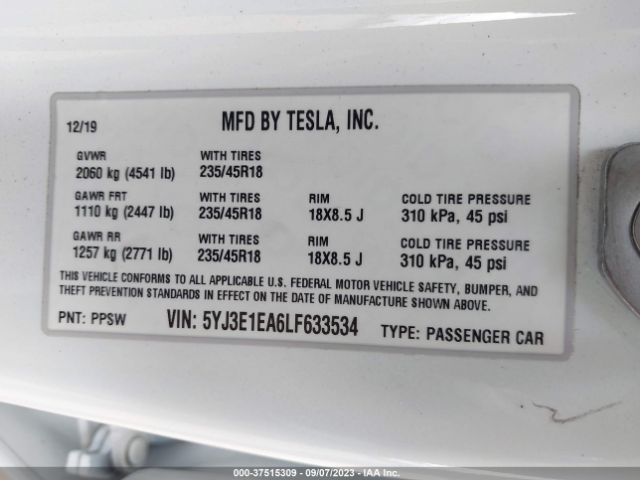 12/19 MFD BY TESLA, INC.
GVWR WITH TIRES
2060 kg (4541 lb) 235/45R18
GAWR FRT WITH TIRES RIM COLD TIRE PRESSURE
1110 kg (2447 lb) 235/45R18 18X8.5 J 310 kPa, 45 psi
GAWR RR WITH TIRES RIM COLD TIRE PRESSURE
1257 kg (2771 lb) 235/45R18 18X8.5 J 310 kPa, 45 psi
THIS VEHICLE CONFORMS TO ALL APPLICABLE U.S. FEDERAL MOTOR VEHICLE SAFETY, BUMPER, AND
THEFT PREVENTION STANDARDS IN EFFECT ON THE DATE OF MANUFACTURE SHOWN ABOVE.
PNT: PPSW VIN: 5YJ3E1EA6LF633534 TYPE: PASSENGER CAR
000-37515309 - 09/07/2023 - IAA Inc.